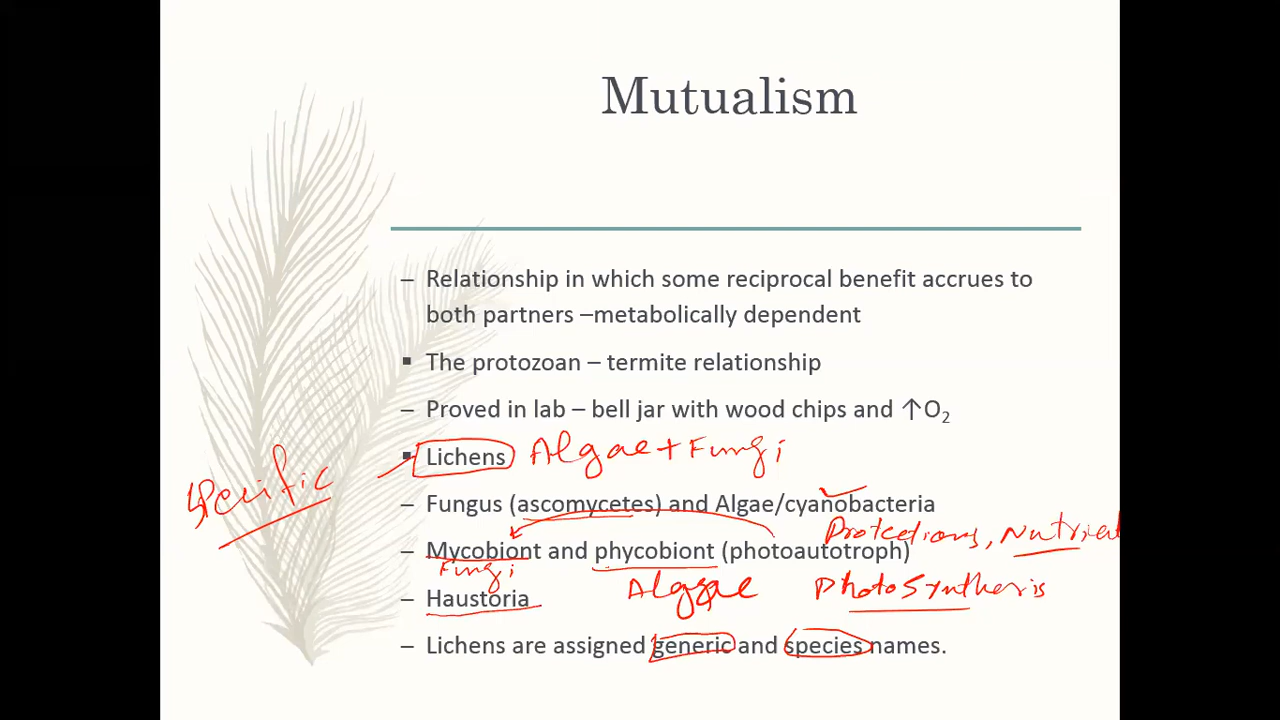 Mutualism
– Relationship in which some reciprocal benefit accrues to
both partners –metabolically dependent
▪ The protozoan – termite relationship
– Proved in lab – bell jar with wood chips and ↑O₂
▪ Lichens Algae + Fungi
Specific
– Fungus (ascomycetes) and Algae/cyanobacteria
Protections, Nutrient
– Mycobiont and phycobiont (photoautotroph)
Fungi Algae Photosynthesis
– Haustoria
– Lichens are assigned generic and species names.